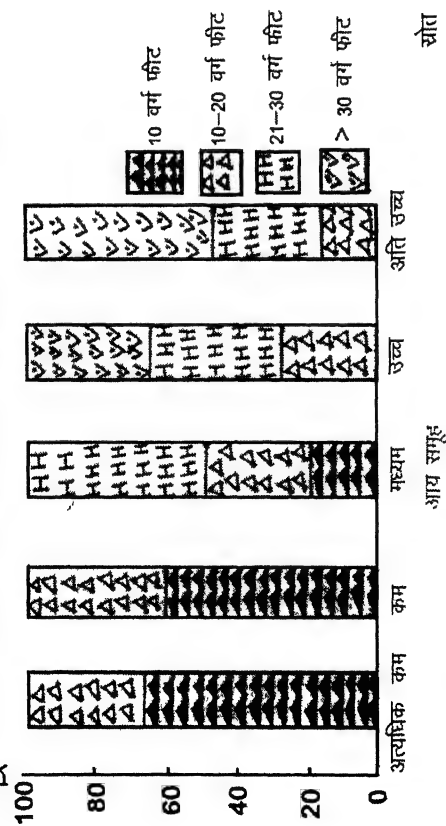 100
80
60
40
20
0
अत्यधिक कम
कम
मध्यम
उच्च
अति उच्च
आय समूह
10 वर्ग फीट
10–20 वर्ग फीट
21–30 वर्ग फीट
> 30 वर्ग फीट
स्रोत